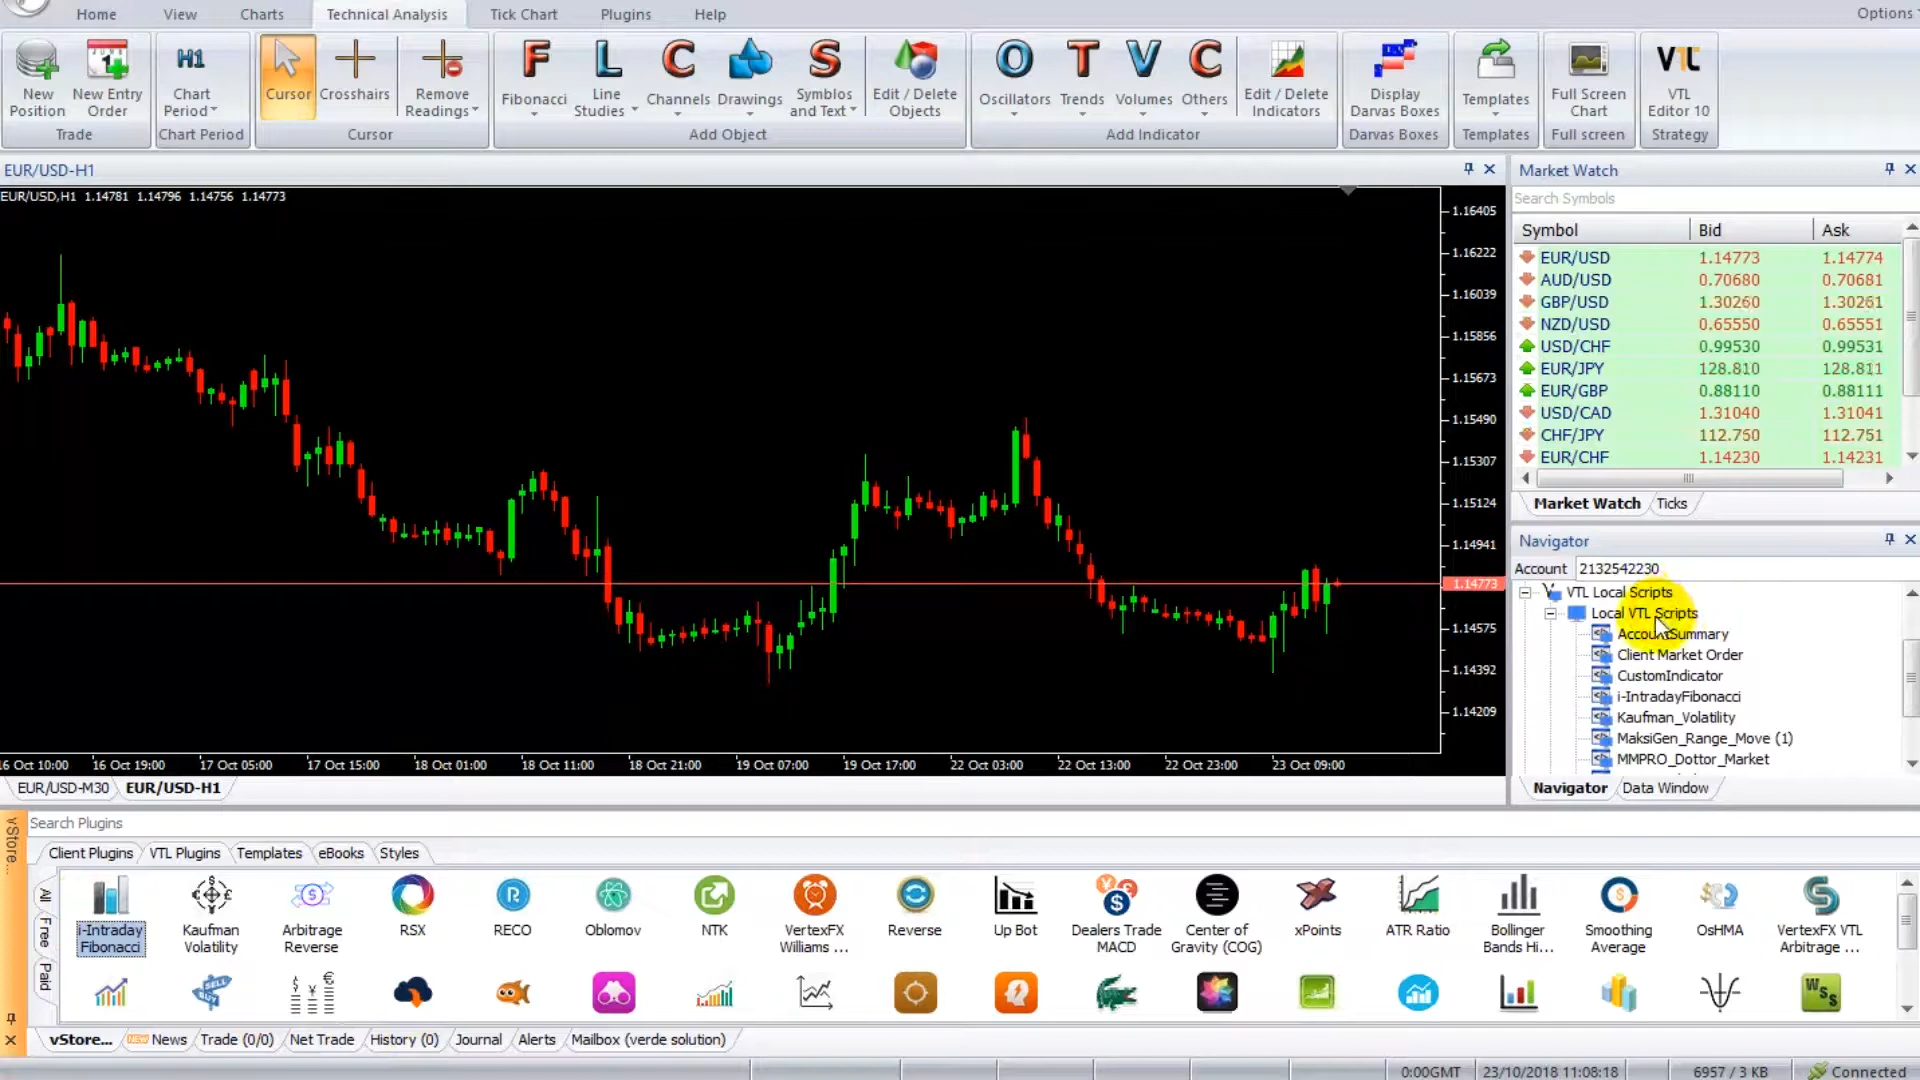 Home View Charts Technical Analysis Tick Chart Plugins Help Options
H1 F L C S O T V C VTL
New Position New Entry Order Chart Period Cursor Crosshairs Remove Readings Fibonacci Line Studies Channels Drawings Symblos and Text Edit / Delete Objects Oscillators Trends Volumes Others Edit / Delete Indicators Display Darvas Boxes Templates Full Screen Chart VTL Editor 10
Trade Chart Period Cursor Add Object Add Indicator Darvas Boxes Templates Full screen Strategy
EUR/USD-H1
EUR/USD,H1 1.14781 1.14796 1.14756 1.14773
1.16405
1.16222
1.16039
1.15856
1.15673
1.15490
1.15307
1.15124
1.14941
1.14773
1.14575
1.14392
1.14209
16 Oct 10:00 16 Oct 19:00 17 Oct 05:00 17 Oct 15:00 18 Oct 01:00 18 Oct 11:00 18 Oct 21:00 19 Oct 07:00 19 Oct 17:00 22 Oct 03:00 22 Oct 13:00 22 Oct 23:00 23 Oct 09:00
EUR/USD-M30 EUR/USD-H1
Market Watch
Search Symbols
Symbol Bid Ask
EUR/USD 1.14773 1.14774
AUD/USD 0.70680 0.70681
GBP/USD 1.30260 1.30261
NZD/USD 0.65550 0.65551
USD/CHF 0.99530 0.99531
EUR/JPY 128.810 128.811
EUR/GBP 0.88110 0.88111
USD/CAD 1.31040 1.31041
CHF/JPY 112.750 112.751
EUR/CHF 1.14230 1.14231
Market Watch Ticks
Navigator
Account 2132542230
VTL Local Scripts
Local VTL Scripts
AccountSummary
Client Market Order
CustomIndicator
i-IntradayFibonacci
Kaufman_Volatility
MaksiGen_Range_Move (1)
MMPRO_Dottor_Market
Navigator Data Window
vStore...
Search Plugins
Client Plugins VTL Plugins Templates eBooks Styles
All
Free
Paid
i-Intraday Fibonacci Kaufman Volatility Arbitrage Reverse RSX RECO Oblomov NTK VertexFX Williams ... Reverse Up Bot Dealers Trade MACD Center of Gravity (COG) xPoints ATR Ratio Bollinger Bands Hi... Smoothing Average OsHMA VertexFX VTL Arbitrage ...
SELL BUY WSS
vStore... NEW News Trade (0/0) Net Trade History (0) Journal Alerts Mailbox (verde solution)
0:00GMT 23/10/2018 11:08:18 6957 / 3 KB Connected